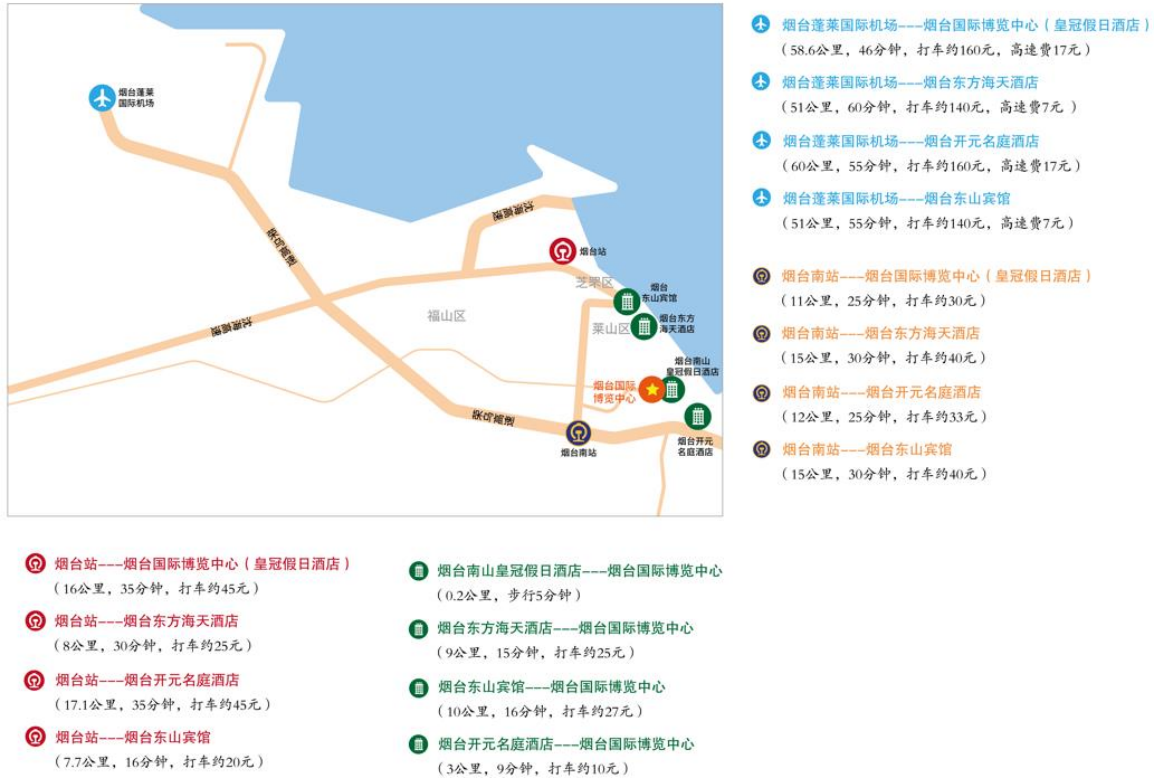 烟台蓬莱
国际机场
荣乌高速
沈海高速
沈海高速
烟台站
芝罘区
烟台
东山宾馆
福山区
莱山区
烟台东方
海天酒店
烟台南山
皇冠假日酒店
烟台国际
博览中心
荣乌高速
烟台南站
烟台开元
名庭酒店
烟台蓬莱国际机场---烟台国际博览中心（皇冠假日酒店）
（58.6公里，46分钟，打车约160元，高速费17元）
烟台蓬莱国际机场---烟台东方海天酒店
（51公里，60分钟，打车约140元，高速费7元 ）
烟台蓬莱国际机场---烟台开元名庭酒店
（60公里，55分钟，打车约160元，高速费17元）
烟台蓬莱国际机场---烟台东山宾馆
（51公里，55分钟，打车约140元，高速费7元）
烟台南站---烟台国际博览中心（皇冠假日酒店）
（11公里，25分钟，打车约30元）
烟台南站---烟台东方海天酒店
（15公里，30分钟，打车约40元）
烟台南站---烟台开元名庭酒店
（12公里，25分钟，打车约33元）
烟台南站---烟台东山宾馆
（15公里，30分钟，打车约40元）
烟台站---烟台国际博览中心（皇冠假日酒店）
（16公里，35分钟，打车约45元）
烟台站---烟台东方海天酒店
（8公里，30分钟，打车约25元）
烟台站---烟台开元名庭酒店
（17.1公里，35分钟，打车约45元）
烟台站---烟台东山宾馆
（7.7公里，16分钟，打车约20元）
烟台南山皇冠假日酒店---烟台国际博览中心
（0.2公里，步行5分钟）
烟台东方海天酒店---烟台国际博览中心
（9公里，15分钟，打车约25元）
烟台东山宾馆---烟台国际博览中心
（10公里，16分钟，打车约27元）
烟台开元名庭酒店---烟台国际博览中心
（3公里，9分钟，打车约10元）